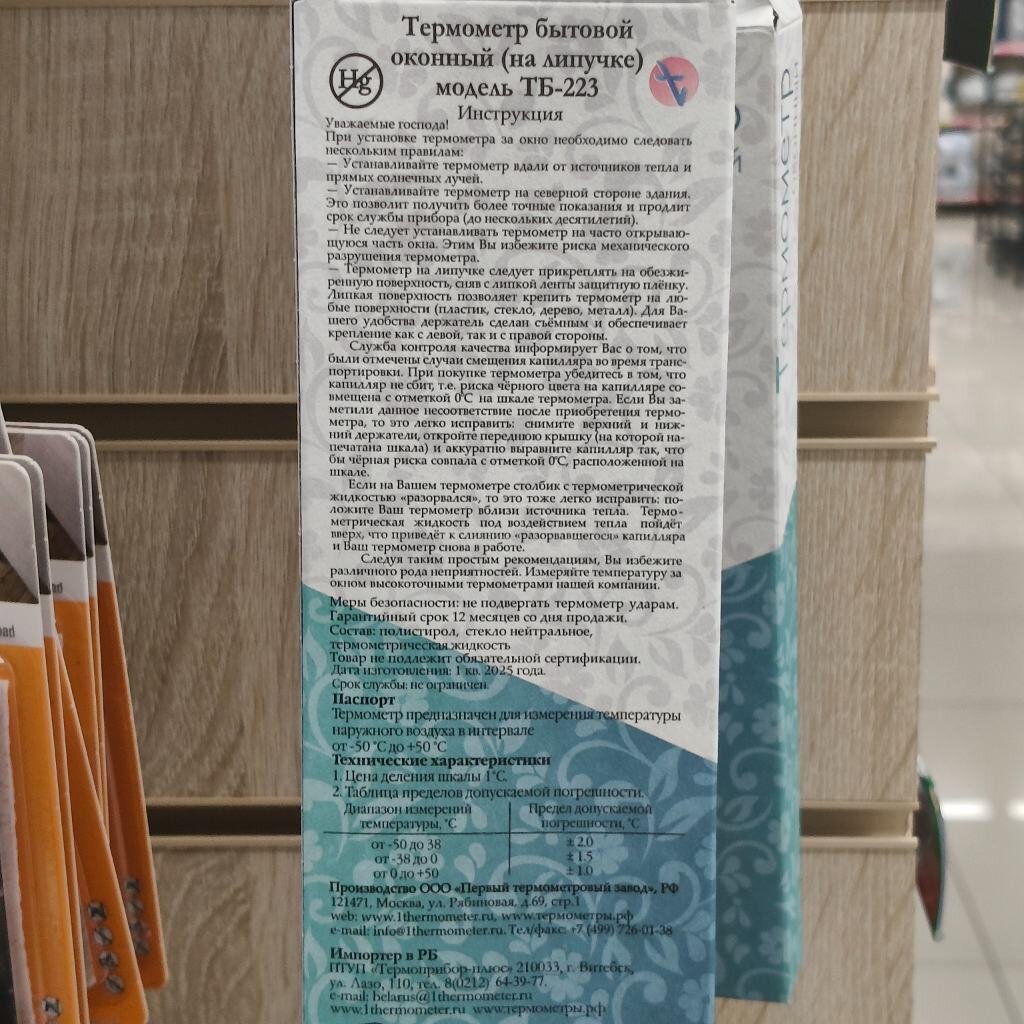 Термометр бытовой
оконный (на липучке)
модель ТБ-223
Hg
Инструкция
Уважаемые господа!
При установке термометра за окно необходимо следовать
нескольким правилам:
— Устанавливайте термометр вдали от источников тепла и
прямых солнечных лучей.
— Устанавливайте термометр на северной стороне здания.
Это позволит получить более точные показания и продлит
срок службы прибора (до нескольких десятилетий).
— Не следует устанавливать термометр на часто открываю-
щуюся часть окна. Этим Вы избежите риска механического
разрушения термометра.
— Термометр на липучке следует прикреплять на обезжи-
ренную поверхность, сняв с липкой ленты защитную плёнку.
Липкая поверхность позволяет крепить термометр на лю-
бые поверхности (пластик, стекло, дерево, металл). Для Ва-
шего удобства держатель сделан съёмным и обеспечивает
крепление как с левой, так и с правой стороны.
Служба контроля качества информирует Вас о том, что
были отмечены случаи смещения капилляра во время транс-
портировки. При покупке термометра убедитесь в том, что
капилляр не сбит, т.е. риска чёрного цвета на капилляре со-
вмещена с отметкой 0°С на шкале термометра. Если Вы за-
метили данное несоответствие после приобретения термо-
метра, то это легко исправить: снимите верхний и ниж-
ний держатели, откройте переднюю крышку (на которой на-
печатана шкала) и аккуратно выравните капилляр так, что
бы чёрная риска совпала с отметкой 0°С, расположенной на
шкале.
Если на Вашем термометре столбик с термометрической
жидкостью «разорвался», то это тоже легко исправить: по-
ложите Ваш термометр вблизи источника тепла. Термо-
метрическая жидкость под воздействием тепла пойдёт
вверх, что приведёт к слиянию «разорвавшегося» капилляра
и Ваш термометр снова в работе.
Следуя таким простым рекомендациям, Вы избежите
различного рода неприятностей. Измеряйте температуру за
окном высокоточными термометрами нашей компании.
Меры безопасности: не подвергать термометр ударам.
Гарантийный срок 12 месяцев со дня продажи.
Состав: полистирол, стекло нейтральное,
термометрическая жидкость
Товар не подлежит обязательной сертификации.
Дата изготовления: 1 кв. 2025 года.
Срок службы: не ограничен.
Паспорт
Термометр предназначен для измерения температуры
наружного воздуха в интервале
от -50 °С до +50 °С
Технические характеристики
1. Цена деления шкалы 1°С.
2. Таблица пределов допускаемой погрешности.
Диапазон измерений температуры, °С
Предел допускаемой погрешности, °С
от -50 до 38 ± 2.0
от -38 до 0 ± 1.5
от 0 до +50 ± 1.0
Производство ООО «Первый термометровый завод», РФ
121471, Москва, ул. Рябиновая, д.69, стр.1
web: www.1thermometer.ru, www.термометры.рф
e-mail: info@1thermometer.ru. Тел/факс: +7 (499) 726-01-38
Импортер в РБ
ПТУП «Термоприбор-плюс» 210033, г. Витебск,
ул. Лазо, 110, тел. 8(0212) 64-39-77.
e-mail: belarus@1thermometer.ru
www.1thermometer.ru www.термометры.рф
Термометр